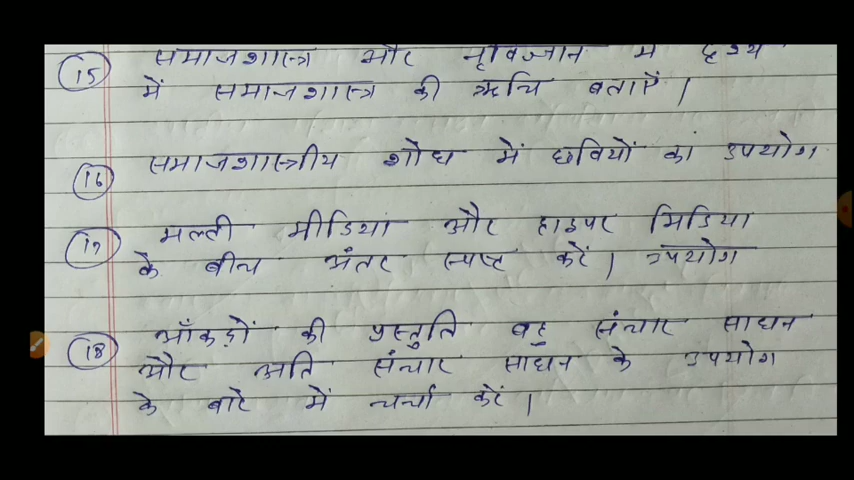 15 समाजशास्त्र और नृविज्ञान में दृश्य
में समाजशास्त्र की ऋचि बताएँ।
16 समाजशास्त्रीय शोध में छवियों का उपयोग
17 मल्ती मीडिया और हाइपर मिडिया
के बीच अंतर स्पष्ट करें। उपयोग
18 आँकड़ों की प्रस्तुति बहु संचार साधन
और अति संचार साधन के उपयोग
के बारे में चर्चा करें।